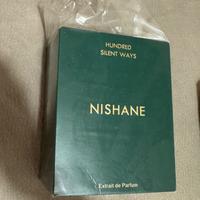 HUNDRED
SILENT WAYS
NISHANE
Extrait de Parfum